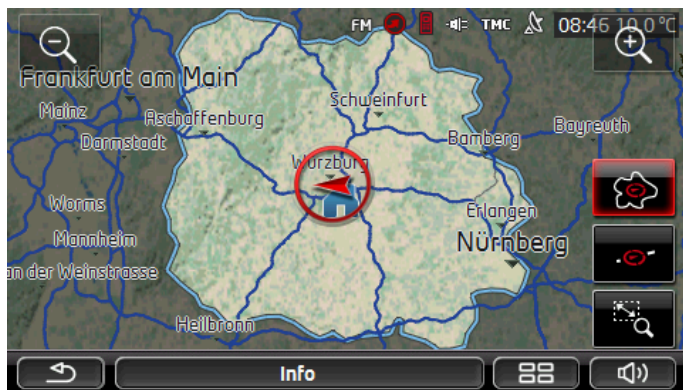 FM TMC 08:46 10.0°C
Frankfurt am Main
Mainz
Schweinfurt
Aschaffenburg
Bayreuth
Darmstadt
Bamberg
Würzburg
Worms
Erlangen
Mannheim
Nürnberg
an der Weinstrasse
Heilbronn
Info